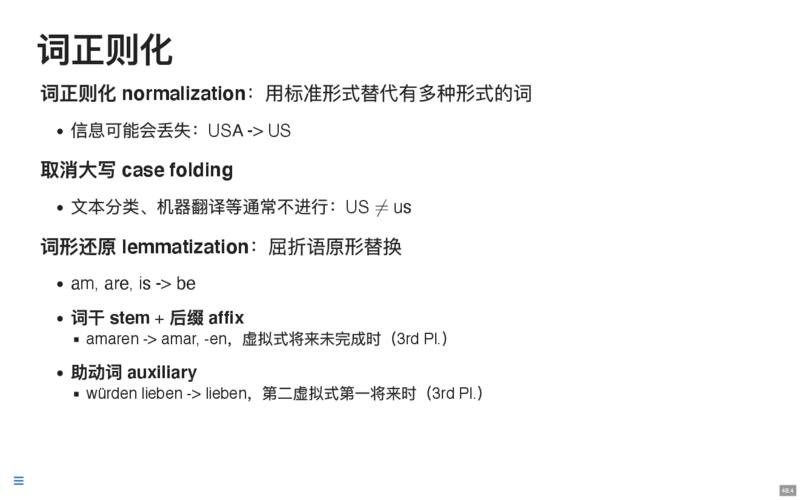 词正则化
词正则化 normalization：用标准形式替代有多种形式的词
• 信息可能会丢失：USA -> US
取消大写 case folding
• 文本分类、机器翻译等通常不进行：US ≠ us
词形还原 lemmatization：屈折语原形替换
• am, are, is -> be
• 词干 stem + 后缀 affix
▪ amaren -> amar, -en，虚拟式将来未完成时（3rd Pl.）
• 助动词 auxiliary
▪ würden lieben -> lieben，第二虚拟式第一将来时（3rd Pl.）
48.4